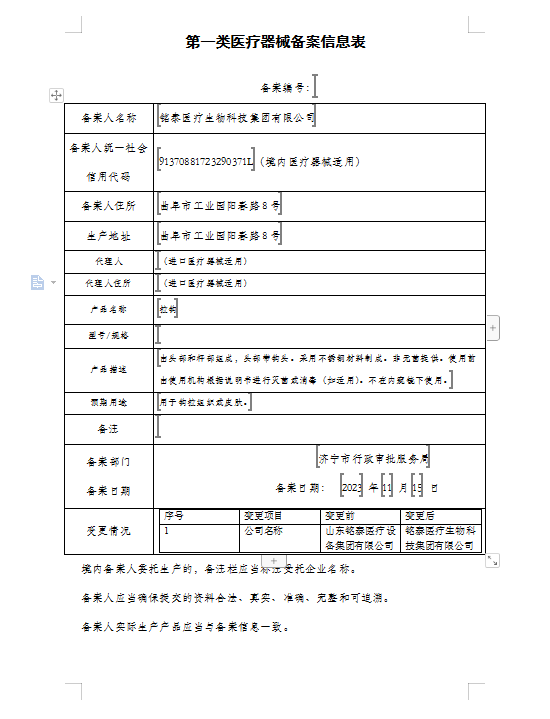 第一类医疗器械备案信息表
备案编号：
备案人名称 铭泰医疗生物科技集团有限公司
备案人统一社会
信用代码
91370881723290371L（境内医疗器械适用）
备案人住所 曲阜市工业园阳春路8号
生产地址 曲阜市工业园阳春路8号
代理人 （进口医疗器械适用）
代理人住所 （进口医疗器械适用）
产品名称 拉钩
型号/规格
产品描述
由头部和杆部组成，头部带钩头。采用不锈钢材料制成。非无菌提供。使用前
由使用机构根据说明书进行灭菌或消毒（如适用）。不在内窥镜下使用。
预期用途 用于钩拉组织或皮肤。
备注
备案部门
备案日期
济宁市行政审批服务局
备案日期： 2023 年 11 月 15 日
变更情况
序号 变更项目 变更前 变更后
1 公司名称 山东铭泰医疗设 铭泰医疗生物科
备集团有限公司 技集团有限公司
境内备案人委托生产的，备注栏应当标注受托企业名称。
备案人应当确保提交的资料合法、真实、准确、完整和可追溯。
备案人实际生产产品应当与备案信息一致。